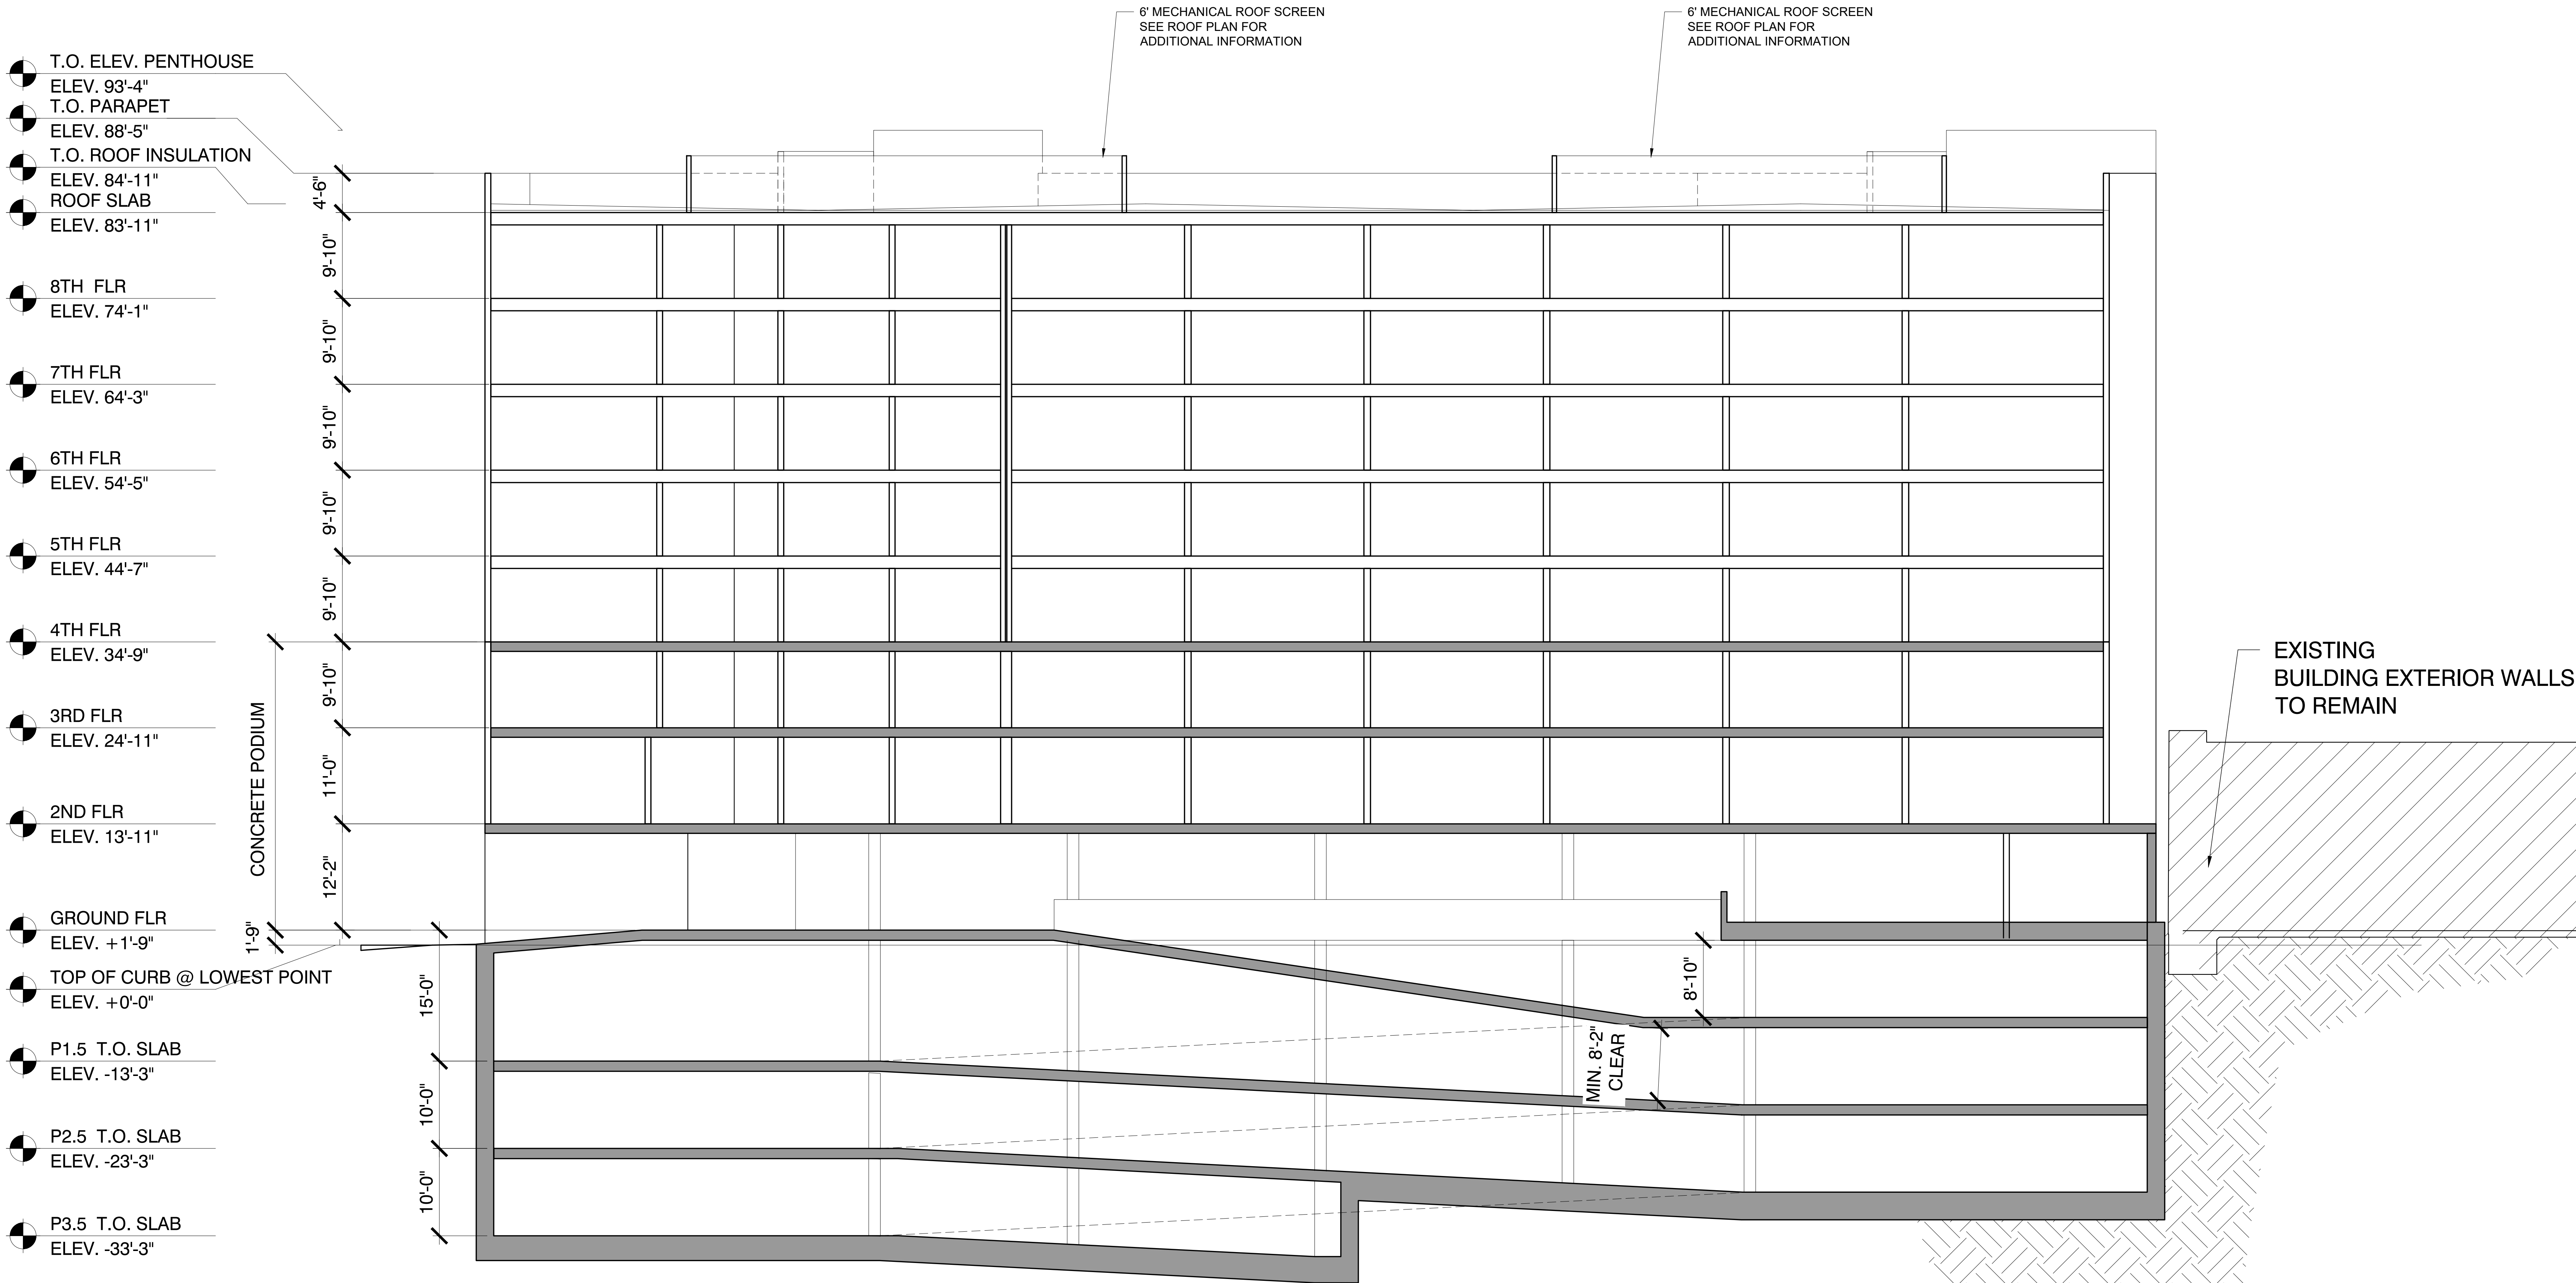 6' MECHANICAL ROOF SCREEN
SEE ROOF PLAN FOR
ADDITIONAL INFORMATION
6' MECHANICAL ROOF SCREEN
SEE ROOF PLAN FOR
ADDITIONAL INFORMATION
T.O. ELEV. PENTHOUSE
ELEV. 93'-4"
T.O. PARAPET
ELEV. 88'-5"
T.O. ROOF INSULATION
ELEV. 84'-11"
ROOF SLAB
ELEV. 83'-11"
8TH FLR
ELEV. 74'-1"
7TH FLR
ELEV. 64'-3"
6TH FLR
ELEV. 54'-5"
5TH FLR
ELEV. 44'-7"
4TH FLR
ELEV. 34'-9"
3RD FLR
ELEV. 24'-11"
2ND FLR
ELEV. 13'-11"
GROUND FLR
ELEV. +1'-9"
TOP OF CURB @ LOWEST POINT
ELEV. +0'-0"
P1.5 T.O. SLAB
ELEV. -13'-3"
P2.5 T.O. SLAB
ELEV. -23'-3"
P3.5 T.O. SLAB
ELEV. -33'-3"
4'-6"
9'-10"
9'-10"
9'-10"
9'-10"
9'-10"
9'-10"
11'-0"
12'-2"
CONCRETE PODIUM
1'-9"
15'-0"
10'-0"
10'-0"
8'-10"
MIN. 8'-2"
CLEAR
EXISTING
BUILDING EXTERIOR WALLS
TO REMAIN